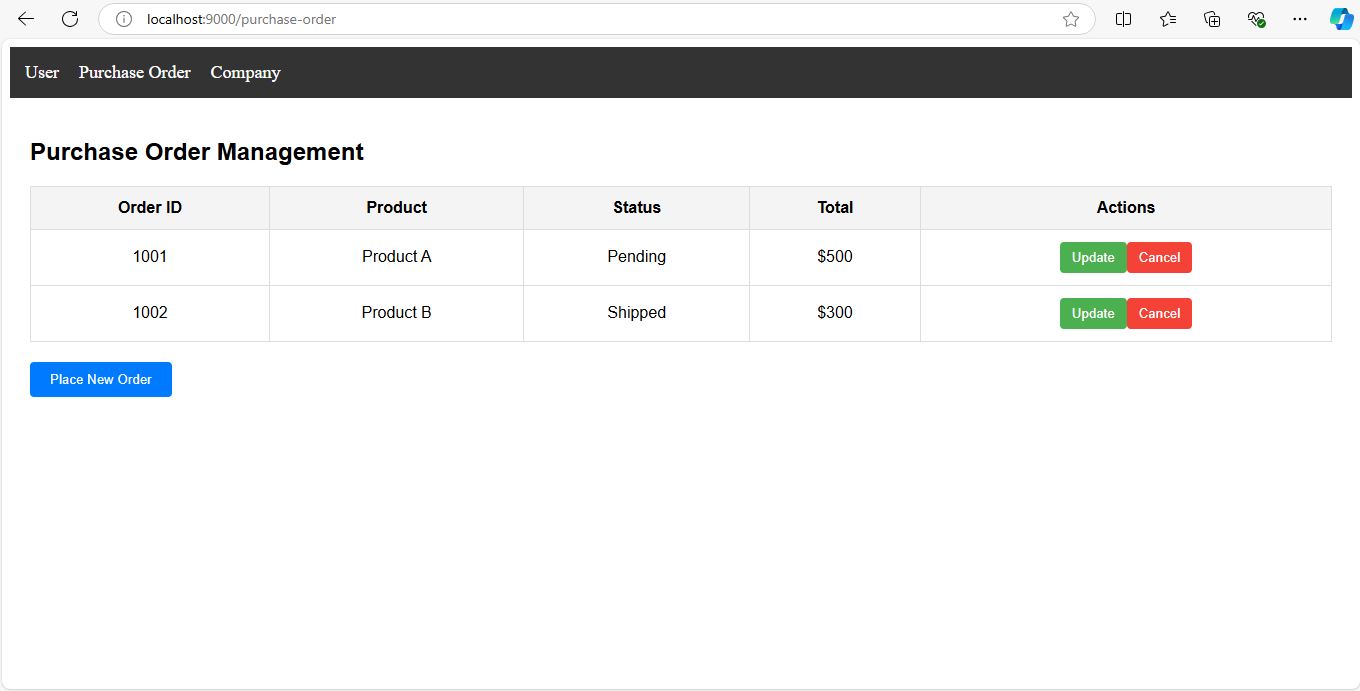 localhost:9000/purchase-order
User Purchase Order Company
Purchase Order Management
Order ID Product Status Total Actions
1001 Product A Pending $500 Update Cancel
1002 Product B Shipped $300 Update Cancel
Place New Order